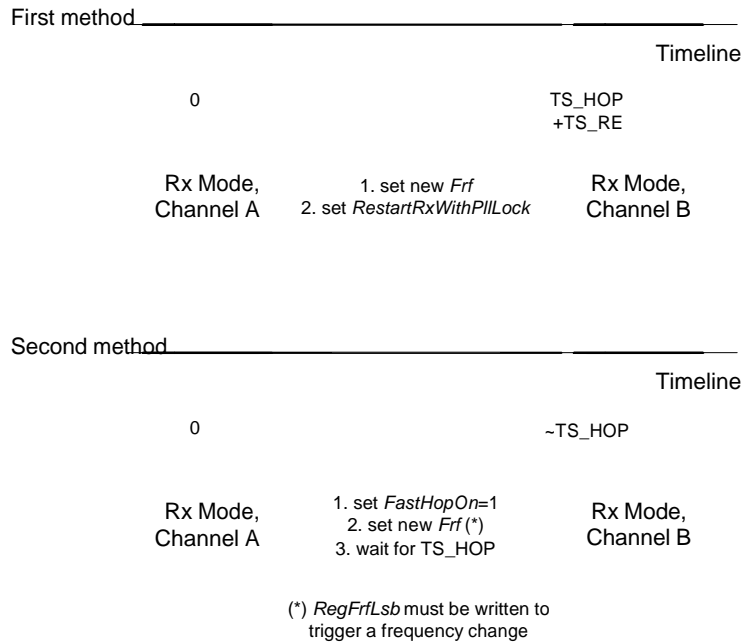 First method
Timeline
0
TS_HOP
+TS_RE
Rx Mode,
Channel A
1. set new Frf
2. set RestartRxWithPllLock
Rx Mode,
Channel B
Second method
Timeline
0
~TS_HOP
Rx Mode,
Channel A
1. set FastHopOn=1
2. set new Frf (*)
3. wait for TS_HOP
Rx Mode,
Channel B
(*) RegFrfLsb must be written to
trigger a frequency change